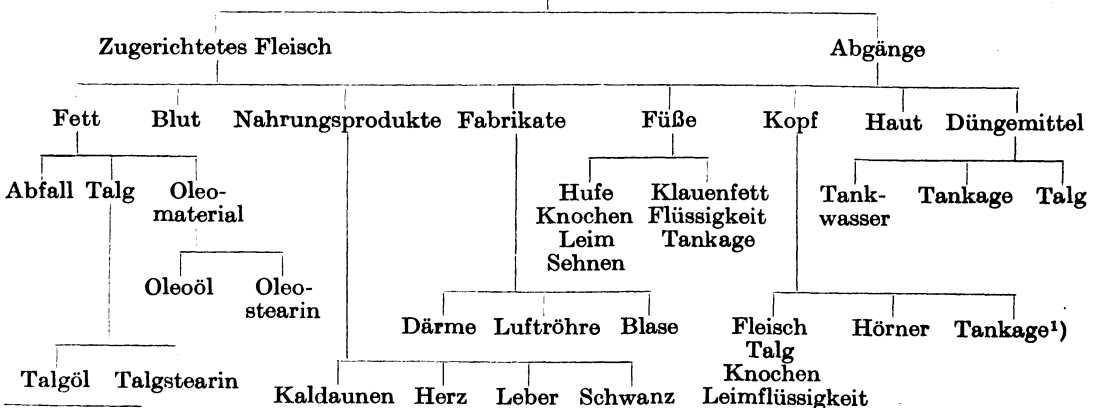 Zugerichtetes Fleisch Abgänge
Fett Blut Nahrungsprodukte Fabrikate Füße Kopf Haut Düngemittel
Abfall Talg Oleo-
material
Hufe
Knochen
Leim
Sehnen
Klauenfett
Flüssigkeit
Tankage
Tank-
wasser
Tankage Talg
Oleoöl Oleo-
stearin
Därme Luftröhre Blase
Fleisch
Talg
Knochen
Leimflüssigkeit
Hörner Tankage¹)
Talgöl Talgstearin
Kaldaunen Herz Leber Schwanz